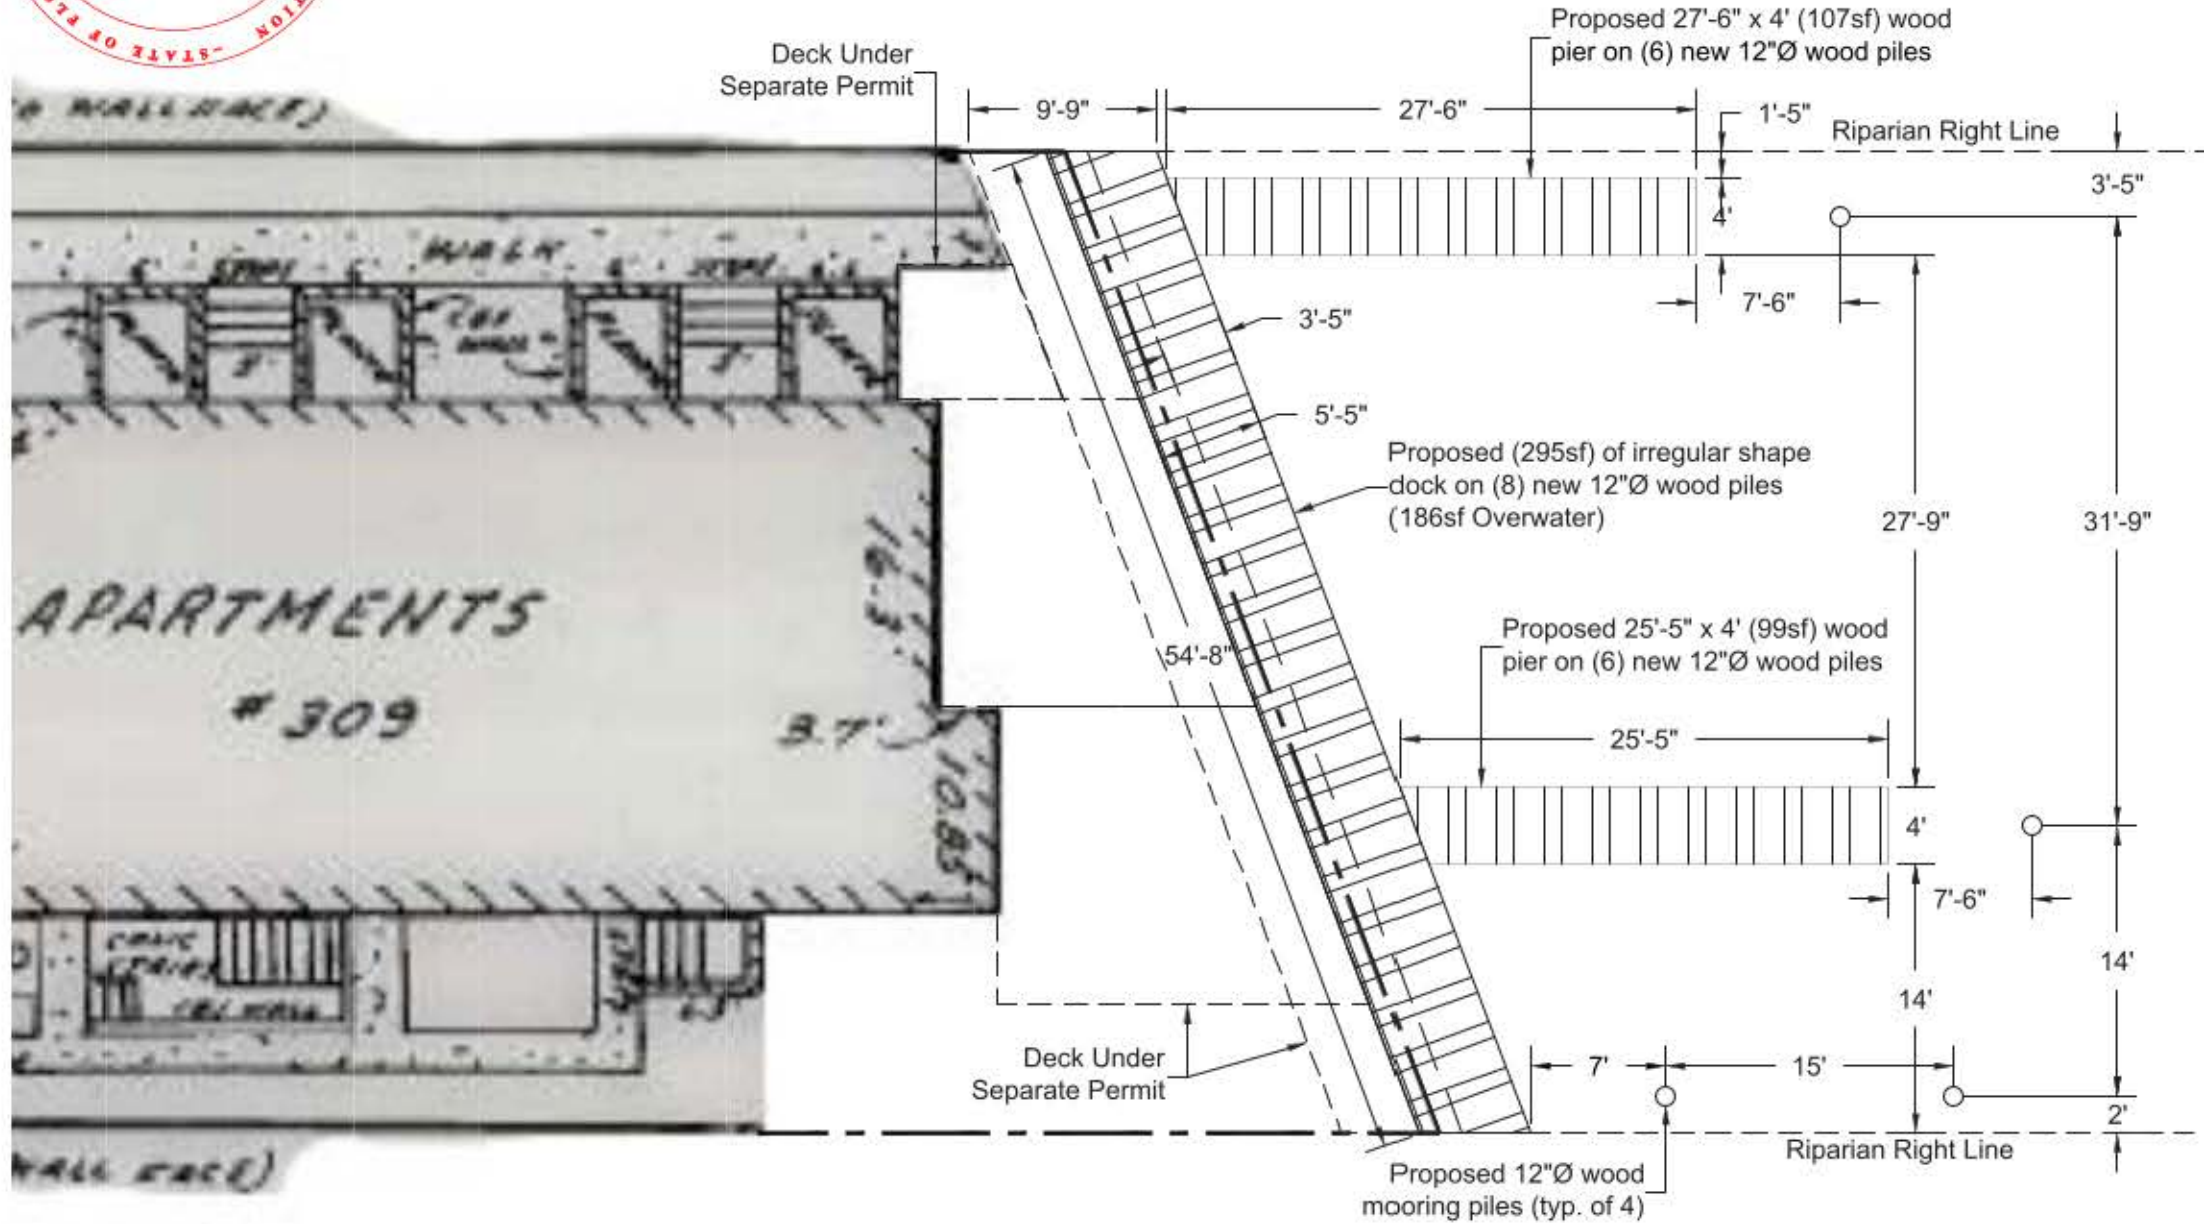 -STATE OF FL
TION
Proposed 27'-6" x 4' (107sf) wood
pier on (6) new 12"Ø wood piles
Deck Under
Separate Permit
9'-9"
27'-6"
1'-5"
Riparian Right Line
3'-5"
4'
7'-6"
WALK
3'-5"
5'-5"
Proposed (295sf) of irregular shape
dock on (8) new 12"Ø wood piles
(186sf Overwater)
27'-9"
31'-9"
APARTMENTS
# 309
54'-8"
Proposed 25'-5" x 4' (99sf) wood
pier on (6) new 12"Ø wood piles
3.7'
10.85
25'-5"
4'
7'-6"
14'
14'
Deck Under
Separate Permit
7'
15'
2'
Riparian Right Line
Proposed 12"Ø wood
mooring piles (typ. of 4)